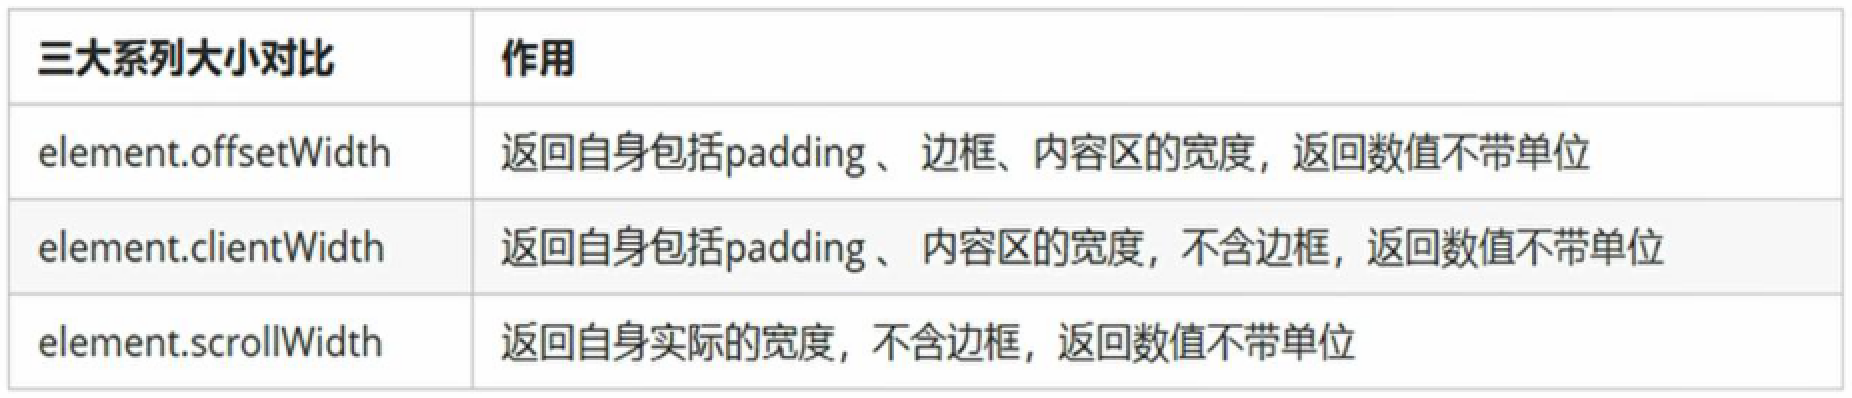 三大系列大小对比 作用
element.offsetWidth 返回自身包括padding 、 边框、内容区的宽度，返回数值不带单位
element.clientWidth 返回自身包括padding 、 内容区的宽度，不含边框，返回数值不带单位
element.scrollWidth 返回自身实际的宽度，不含边框，返回数值不带单位